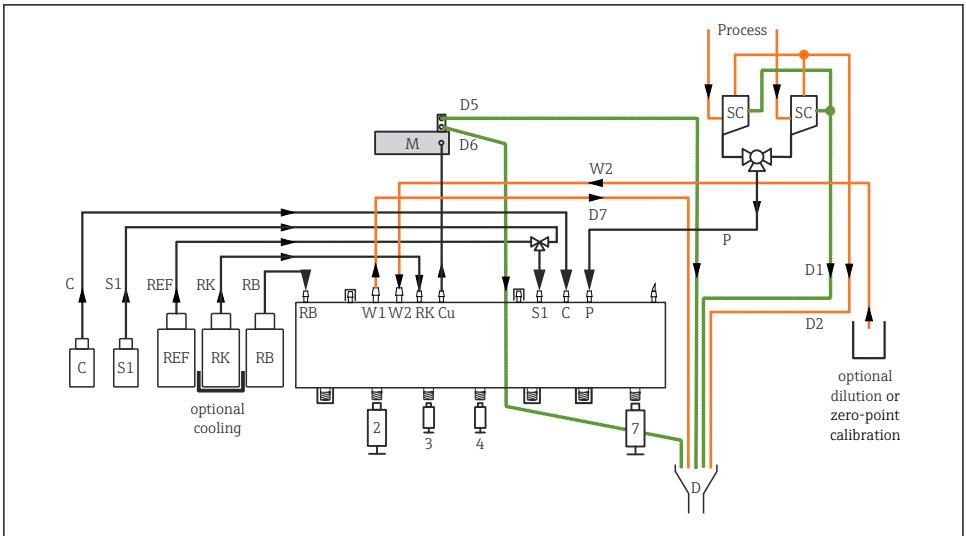 Process
SC
SC
D5
M
D6
W2
D7
P
C
S1
REF
RK
RB
D1
RB
W1
W2
RK
Cu
S1
C
P
D2
C
S1
REF
RK
RB
optional
cooling
optional
dilution or
zero-point
calibration
2
3
4
7
D